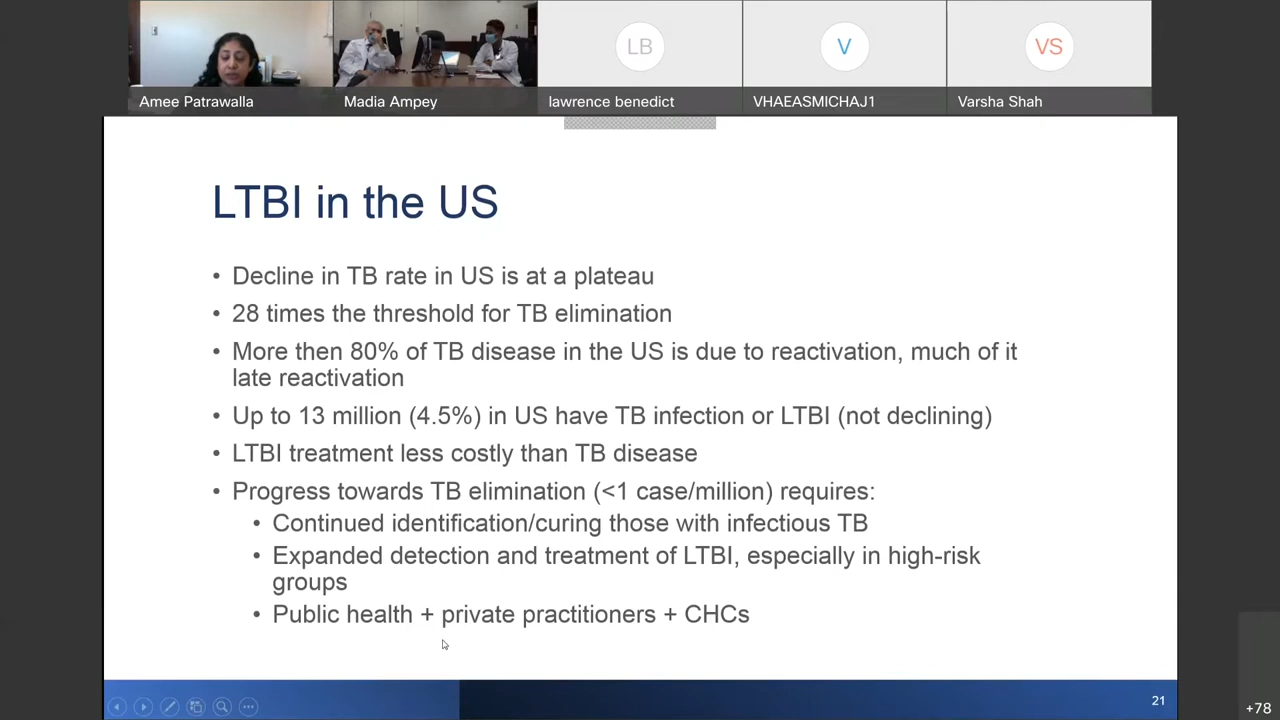 LB
V
VS
Amee Patrawalla
Madia Ampey
lawrence benedict
VHAEASMICHAJ1
Varsha Shah
LTBI in the US
• Decline in TB rate in US is at a plateau
• 28 times the threshold for TB elimination
• More then 80% of TB disease in the US is due to reactivation, much of it
late reactivation
• Up to 13 million (4.5%) in US have TB infection or LTBI (not declining)
• LTBI treatment less costly than TB disease
• Progress towards TB elimination (<1 case/million) requires:
• Continued identification/curing those with infectious TB
• Expanded detection and treatment of LTBI, especially in high-risk
groups
• Public health + private practitioners + CHCs
21
+78